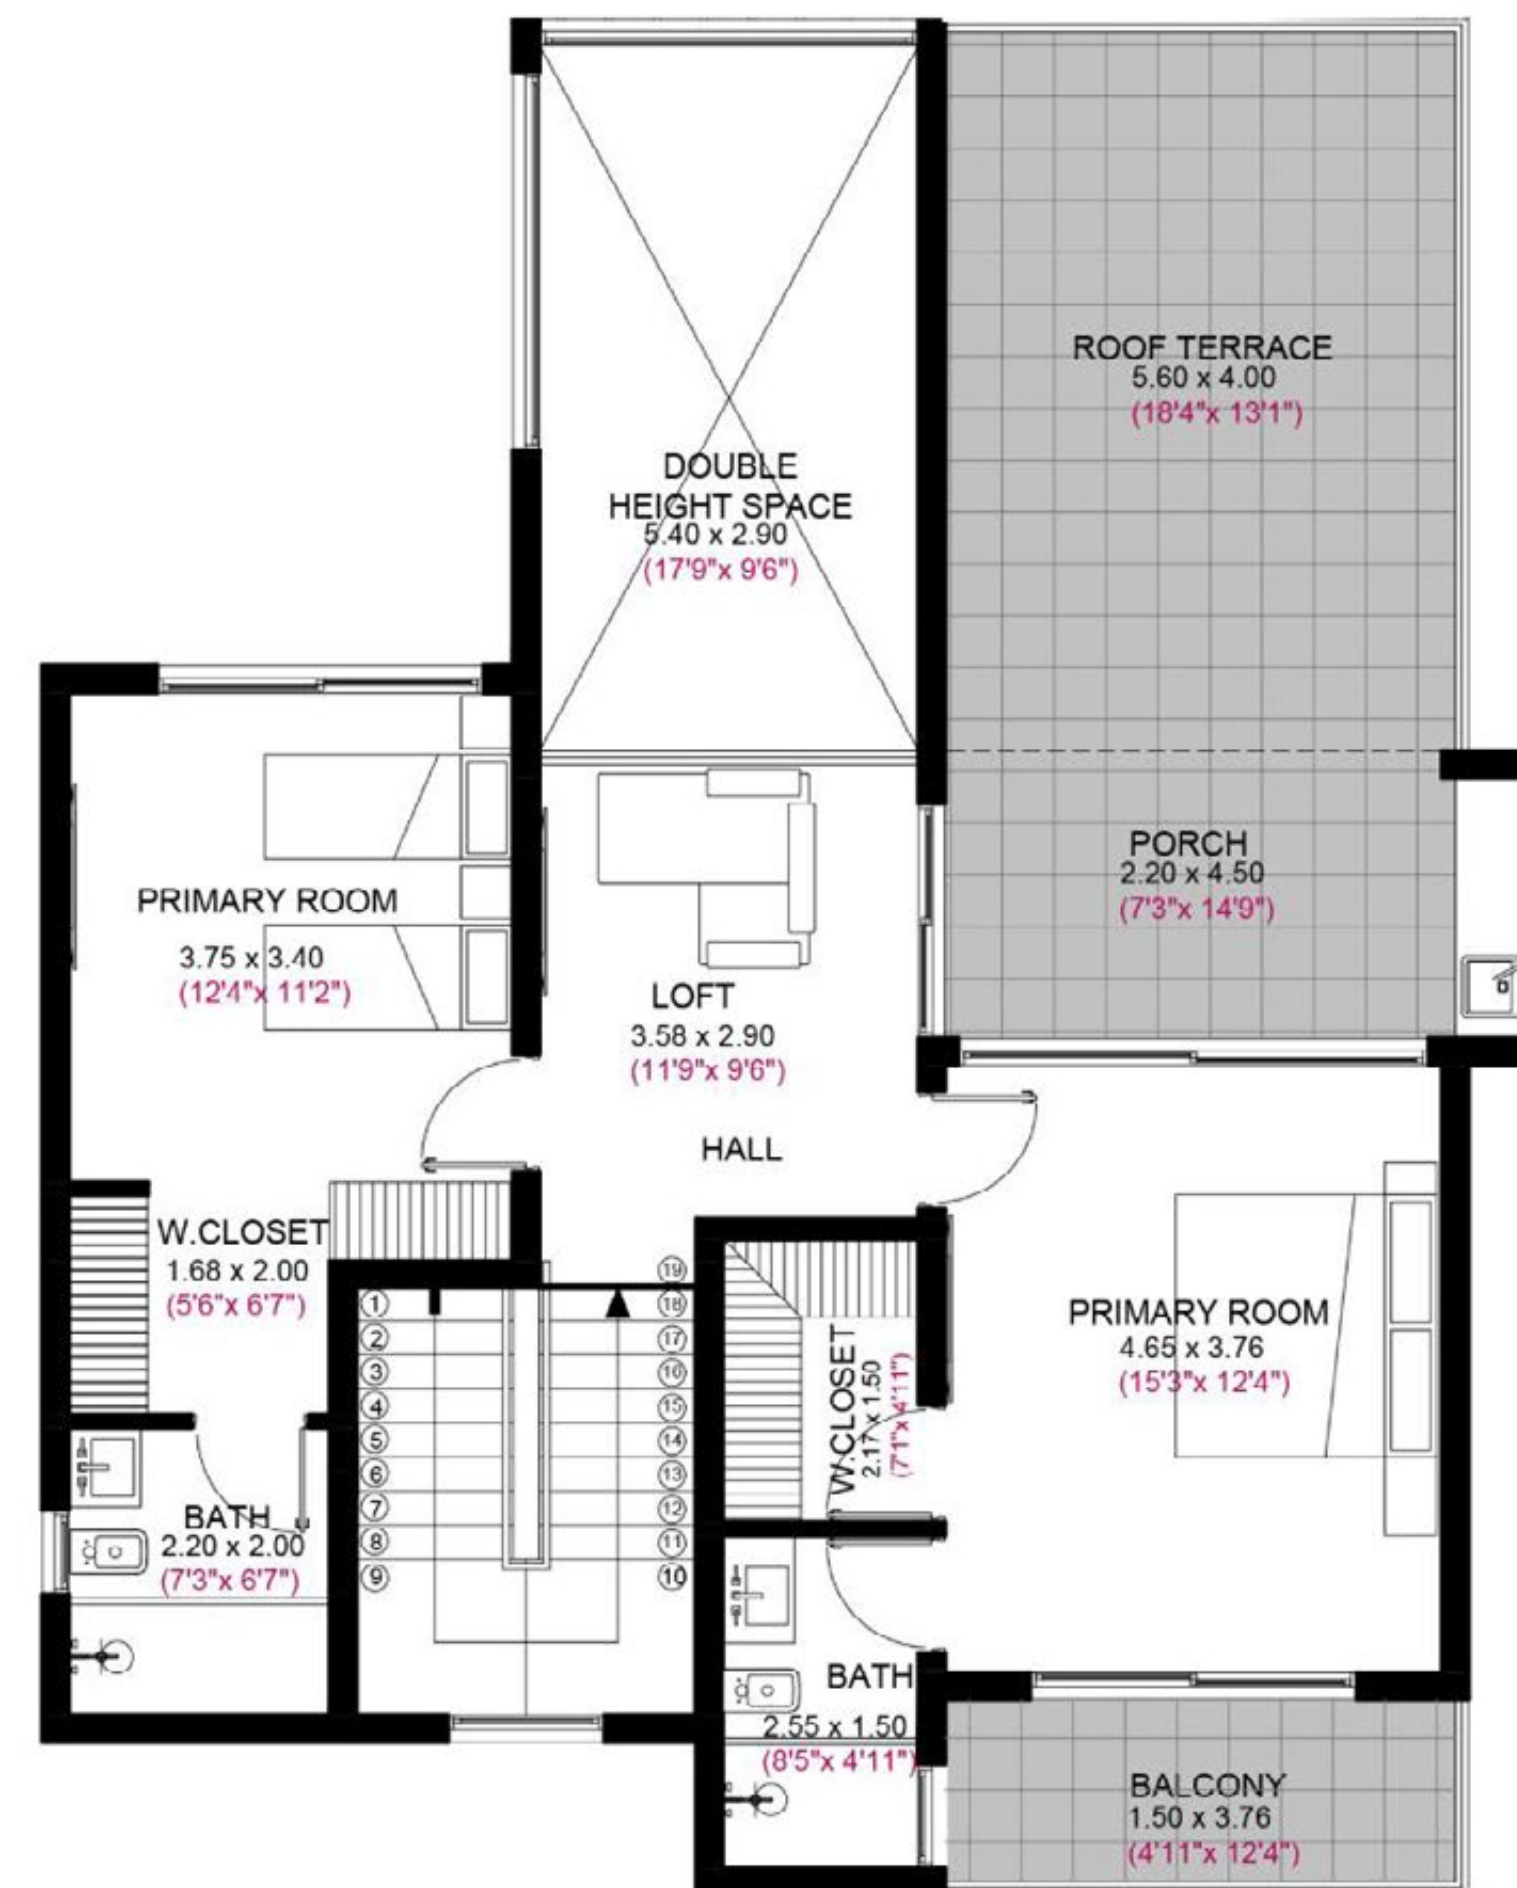 ROOF TERRACE
5.60 x 4.00
(18'4"x 13'1")
DOUBLE
HEIGHT SPACE
5.40 x 2.90
(17'9"x 9'6")
PORCH
2.20 x 4.50
(7'3"x 14'9")
PRIMARY ROOM
3.75 x 3.40
(12'4"x 11'2")
LOFT
3.58 x 2.90
(11'9"x 9'6")
HALL
W.CLOSET
1.68 x 2.00
(5'6"x 6'7")
PRIMARY ROOM
4.65 x 3.76
(15'3"x 12'4")
W.CLOSET
2.17 x 1.50
(7'1"x 4'11")
1
2
3
4
5
6
7
8
9
19
18
17
16
15
14
13
12
11
10
BATH
2.20 x 2.00
(7'3"x 6'7")
BATH
2.55 x 1.50
(8'5"x 4'11")
BALCONY
1.50 x 3.76
(4'11"x 12'4")